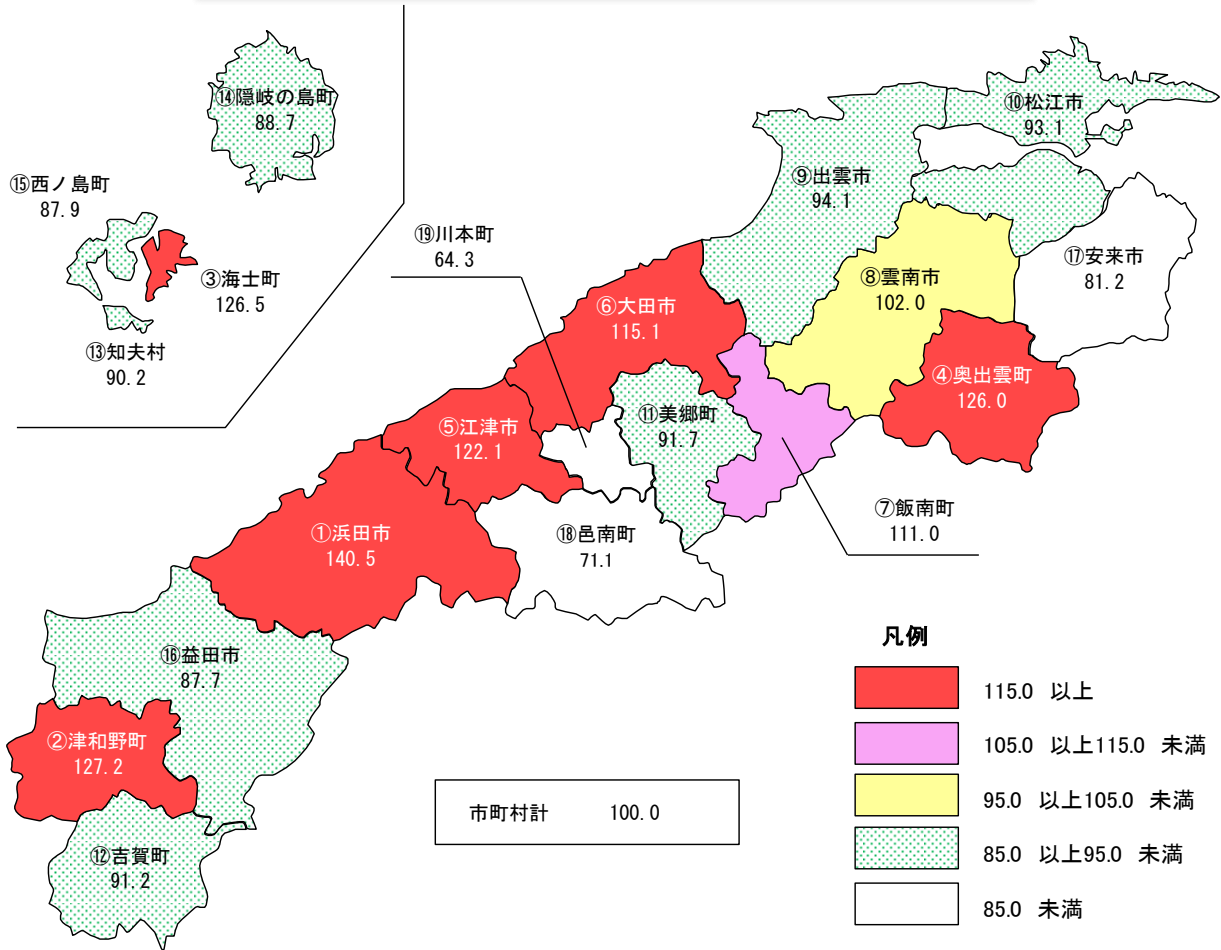 ⑭隠岐の島町
88.7
⑮西ノ島町
87.9
③海士町
126.5
⑬知夫村
90.2
⑩松江市
93.1
⑨出雲市
94.1
⑰安来市
81.2
⑧雲南市
102.0
⑲川本町
64.3
⑥大田市
115.1
④奥出雲町
126.0
⑪美郷町
91.7
⑤江津市
122.1
⑦飯南町
111.0
①浜田市
140.5
⑱邑南町
71.1
⑯益田市
87.7
②津和野町
127.2
⑫吉賀町
91.2
市町村計 100.0
凡例
115.0 以上
105.0 以上115.0 未満
95.0 以上105.0 未満
85.0 以上95.0 未満
85.0 未満